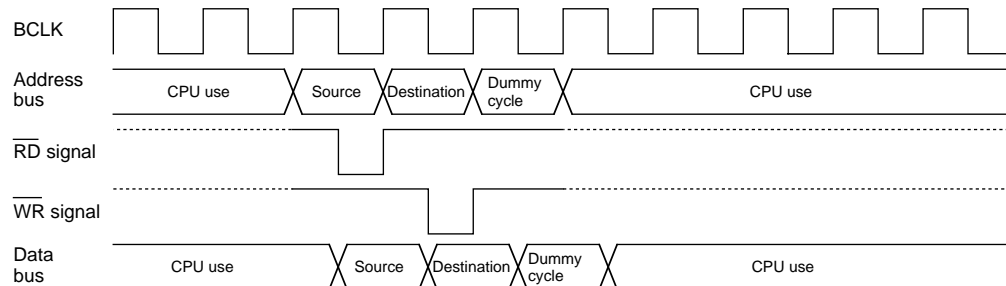 BCLK
Address
bus
CPU use
Source
Destination
Dummy
cycle
CPU use
RD signal
WR signal
Data
bus
CPU use
Source
Destination
Dummy
cycle
CPU use